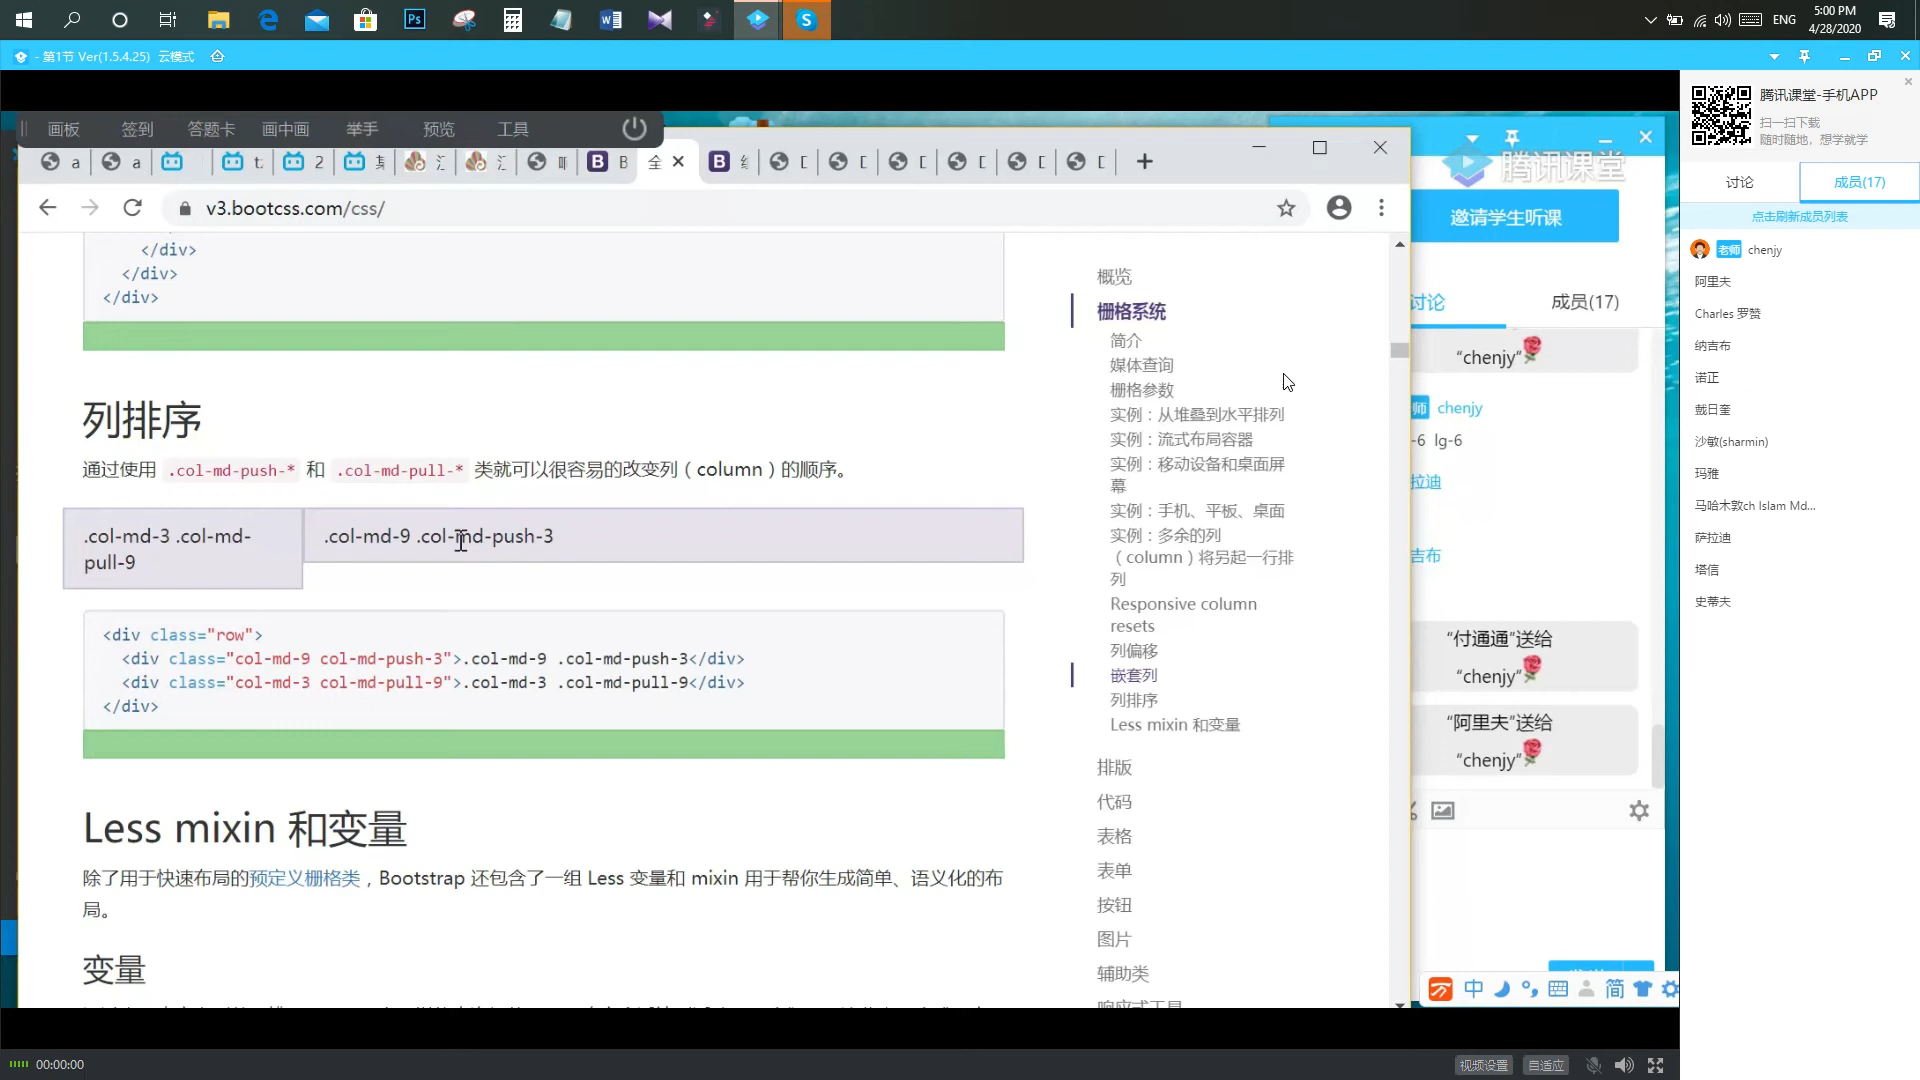 ENG
5:00 PM
4/28/2020
- 第1节 Ver(1.5.4.25) 云模式
画板 签到 答题卡 画中画 举手 预览 工具
v3.bootcss.com/css/
</div>
</div>
</div>
列排序
通过使用 .col-md-push-* 和 .col-md-pull-* 类就可以很容易的改变列（column）的顺序。
.col-md-3 .col-md-
pull-9
.col-md-9 .col-md-push-3
<div class="row">
<div class="col-md-9 col-md-push-3">.col-md-9 .col-md-push-3</div>
<div class="col-md-3 col-md-pull-9">.col-md-3 .col-md-pull-9</div>
</div>
Less mixin 和变量
除了用于快速布局的预定义栅格类，Bootstrap 还包含了一组 Less 变量和 mixin 用于帮你生成简单、语义化的布
局。
变量
概览
栅格系统
简介
媒体查询
栅格参数
实例：从堆叠到水平排列
实例：流式布局容器
实例：移动设备和桌面屏
幕
实例：手机、平板、桌面
实例：多余的列
（column）将另起一行排
列
Responsive column
resets
列偏移
嵌套列
列排序
Less mixin 和变量
排版
代码
表格
表单
按钮
图片
辅助类
响应式工具
腾讯课堂
邀请学生听课
讨论 成员(17)
“chenjy”
师 chenjy
-6 lg-6
拉迪
吉布
“付通通”送给
“chenjy”
“阿里夫”送给
“chenjy”
中 简
腾讯课堂-手机APP
扫一扫下载
随时随地，想学就学
讨论 成员(17)
点击刷新成员列表
老师 chenjy
阿里夫
Charles 罗赞
纳吉布
诺正
戴日奎
沙敏(sharmin)
玛雅
马哈木敦ch Islam Md...
萨拉迪
塔信
史蒂夫
00:00:00
视频设置 自适应